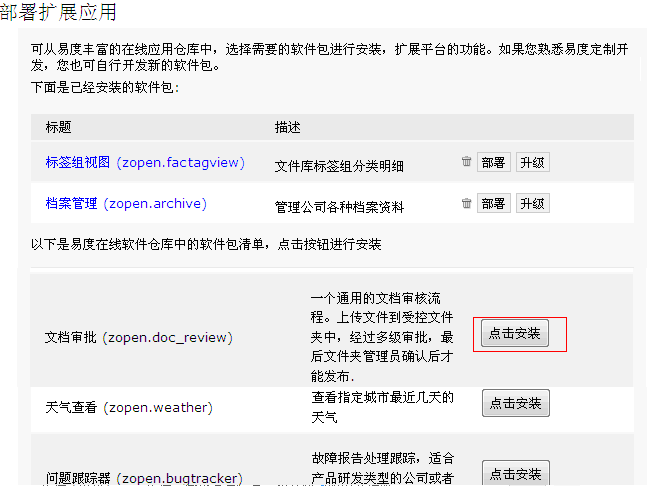 部署扩展应用
可从易度丰富的在线应用仓库中，选择需要的软件包进行安装，扩展平台的功能。如果您熟悉易度定制开
发，您也可自行开发新的软件包。
下面是已经安装的软件包:
标题 描述
标签组视图 (zopen.factagview) 文件库标签组分类明细 部署 升级
档案管理 (zopen.archive) 管理公司各种档案资料 部署 升级
以下是易度在线软件仓库中的软件包清单，点击按钮进行安装
文档审批 (zopen.doc_review) 点击安装
一个通用的文档审核流
程。上传文件到受控文件
夹中，经过多级审批，最
后文件夹管理员确认后才
能发布.
天气查看 (zopen.weather) 点击安装
查看指定城市最近几天的
天气
问题跟踪器 (zopen.bugtracker) 点击安装
故障报告处理跟踪，适合
产品研发类型的公司或者